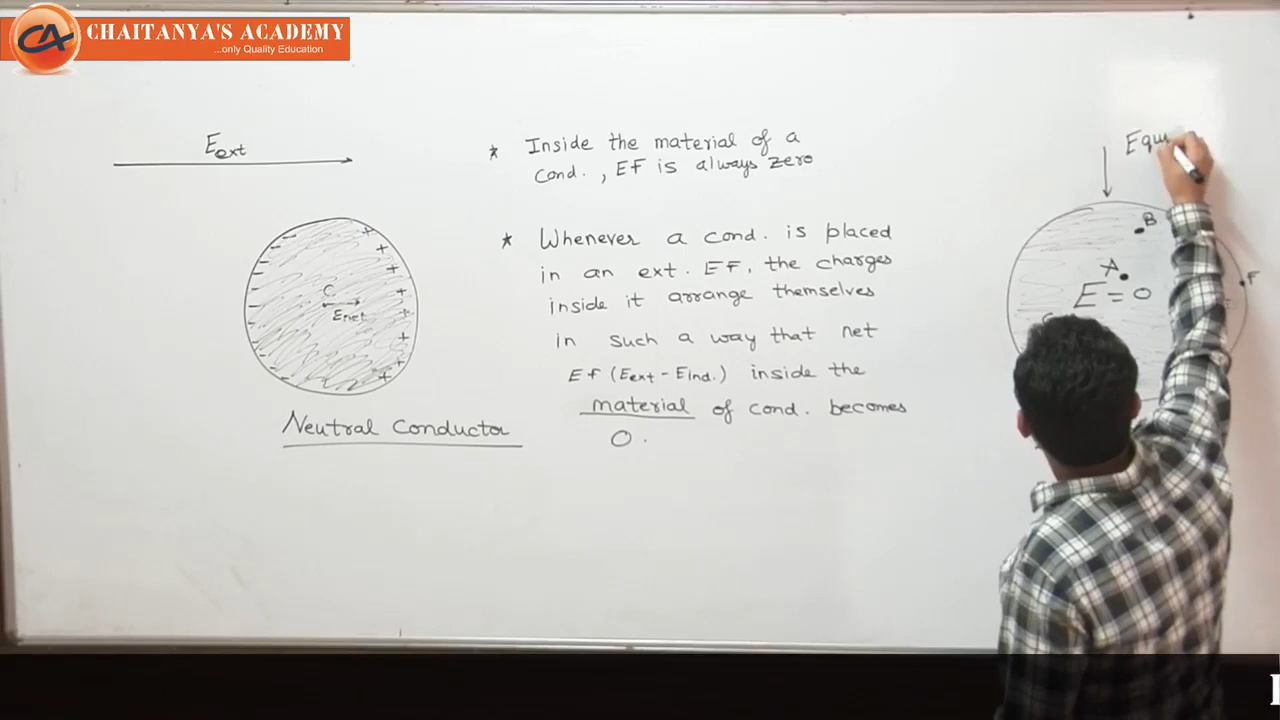 CHAITANYA'S ACADEMY
...only Quality Education
CA
Eext
C
Enet
Neutral Conductor
* Inside the material of a
Cond., EF is always zero
* Whenever a cond. is placed
in an ext. EF, the charges
inside it arrange themselves
in such a way that net
EF (Eext - Eind.) inside the
material of cond. becomes
0.
Equ
B
A
F
E = 0